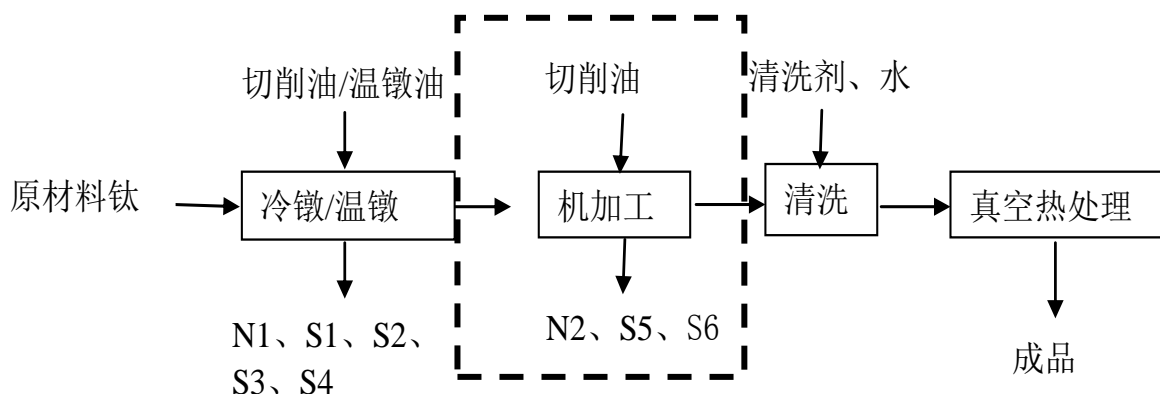 切削油/温镦油
切削油
清洗剂、水
原材料钛
冷镦/温镦
机加工
清洗
真空热处理
N1、S1、S2、
S3、S4
N2、S5、S6
成品